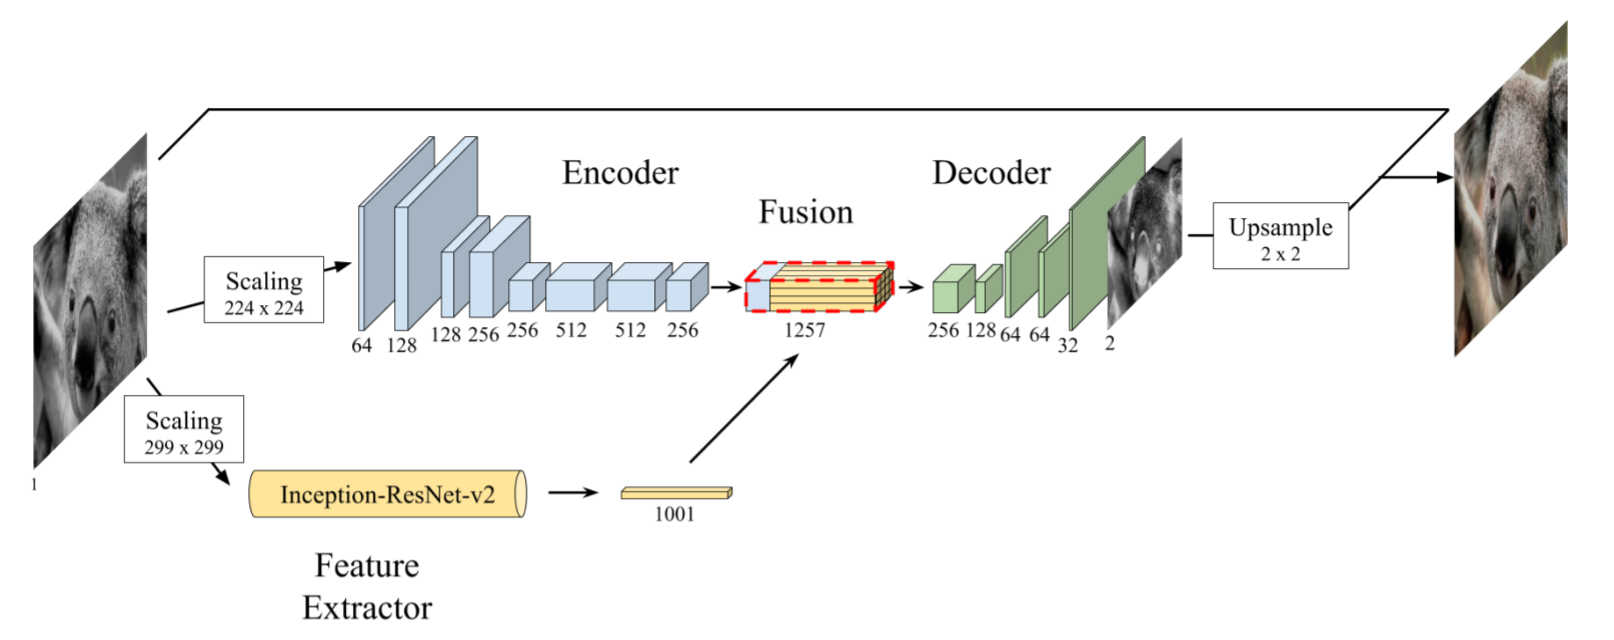 Encoder
Decoder
Fusion
Scaling
224 x 224
Upsample
2 x 2
64 128 128 256 256 512 512 256
1257
256 128 64 64 32 2
Scaling
299 x 299
1
Inception-ResNet-v2
1001
Feature
Extractor